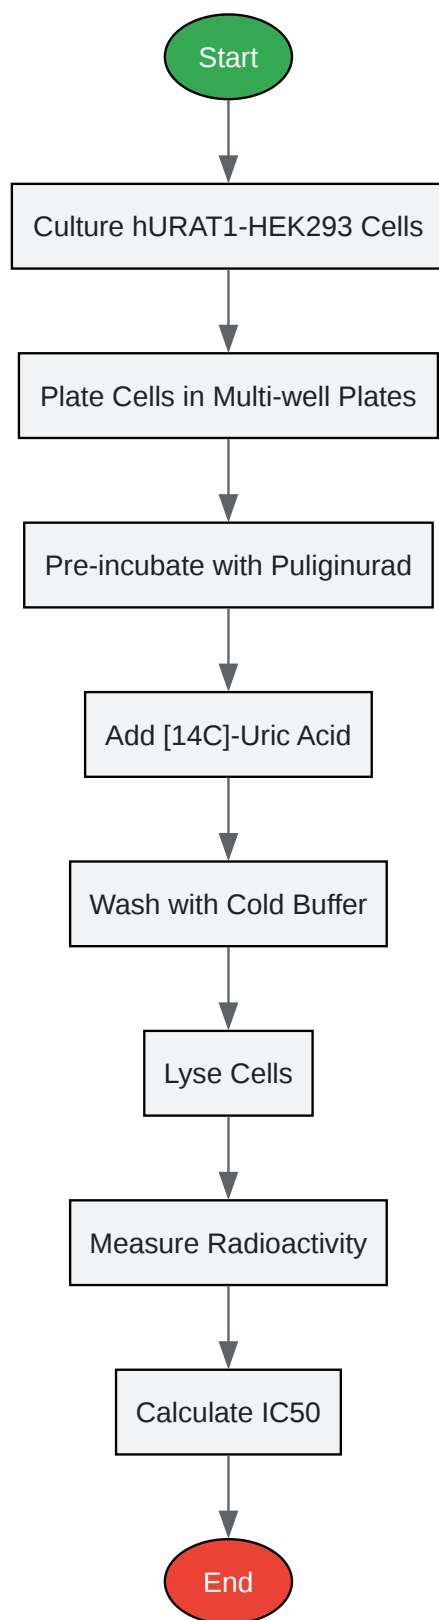 Start
Culture hURAT1-HEK293 Cells
Plate Cells in Multi-well Plates
Pre-incubate with Puliginurad
Add [14C]-Uric Acid
Wash with Cold Buffer
Lyse Cells
Measure Radioactivity
Calculate IC50
End